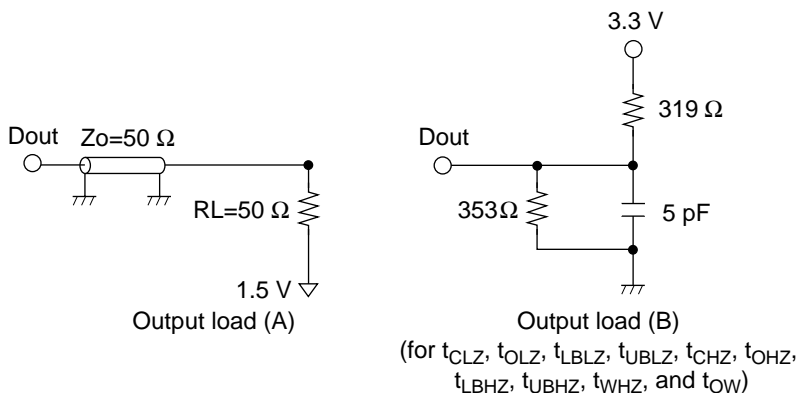 Dout
Zo=50 Ω
RL=50 Ω
1.5 V
Output load (A)
3.3 V
319 Ω
Dout
353Ω
5 pF
Output load (B)
(for tCLZ, tOLZ, tLBLZ, tUBLZ, tCHZ, tOHZ,
tLBHZ, tUBHZ, tWHZ, and tOW)